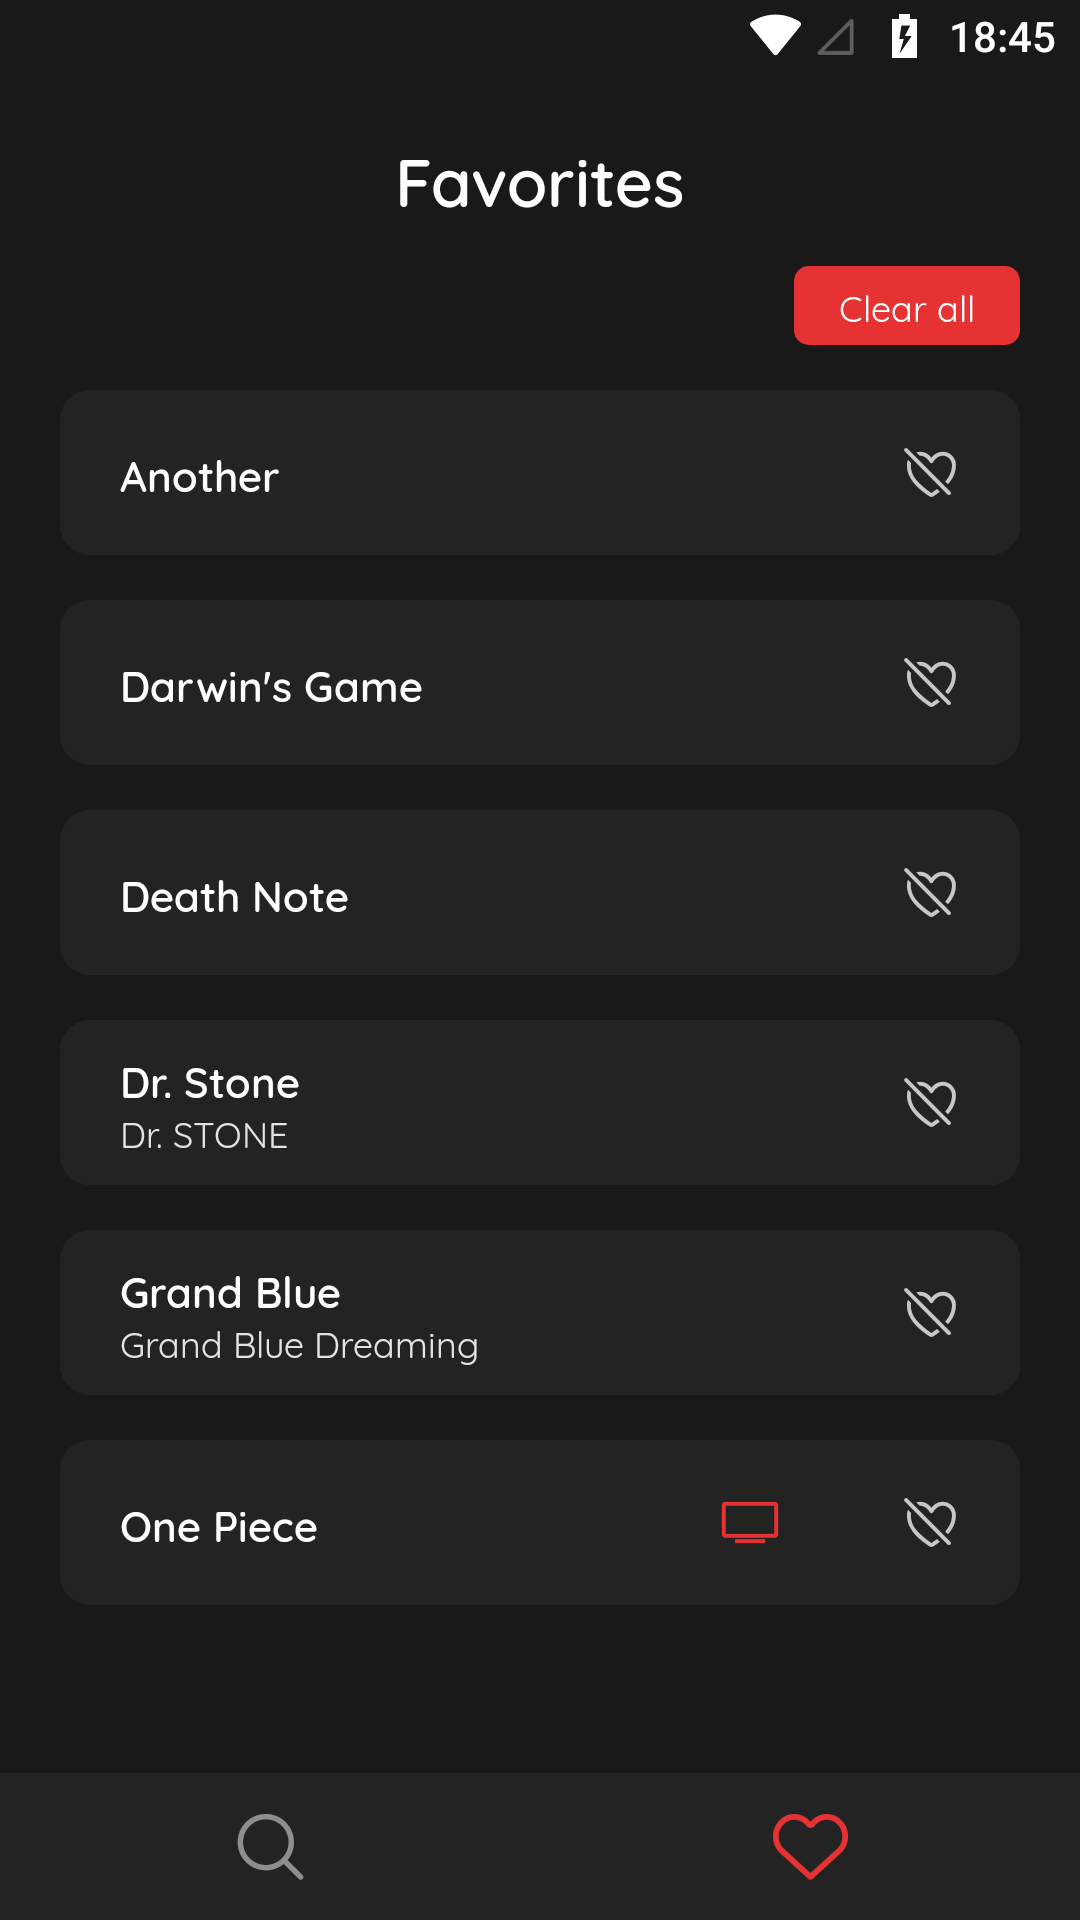 18:45
Favorites
Clear all
Another
Darwin's Game
Death Note
Dr. Stone
Dr. STONE
Grand Blue
Grand Blue Dreaming
One Piece